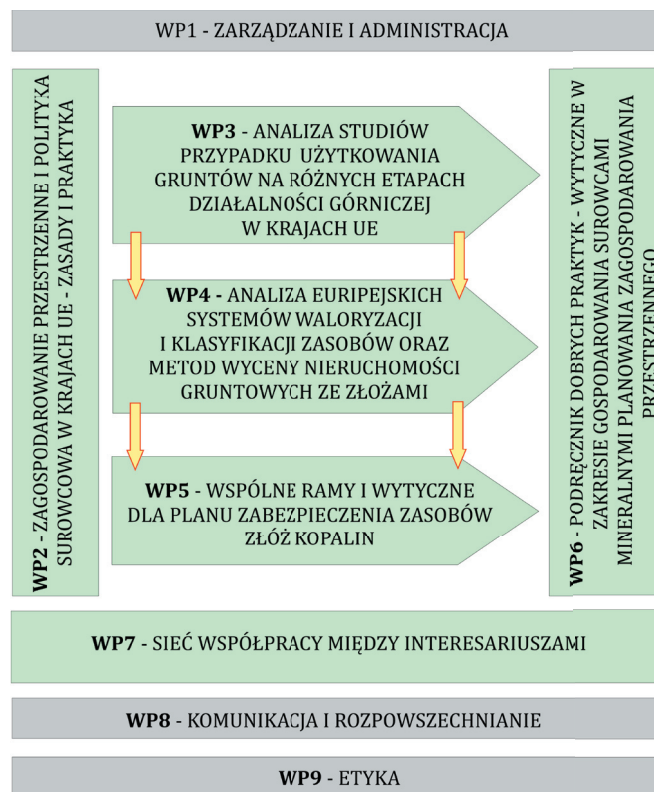 WP1 - ZARZĄDZANIE I ADMINISTRACJA
WP2 - ZAGOSPODAROWANIE PRZESTRZENNE I POLITYKA
SUROWCOWA W KRAJACH UE - ZASADY I PRAKTYKA
WP3 - ANALIZA STUDIÓW
PRZYPADKU UŻYTKOWANIA
GRUNTÓW NA RÓŻNYCH ETAPACH
DZIAŁALNOŚCI GÓRNICZEJ
W KRAJACH UE
WP4 - ANALIZA EURIPEJSKICH
SYSTEMÓW WALORYZACJI
I KLASYFIKACJI ZASOBÓW ORAZ
METOD WYCENY NIERUCHOMOŚCI
GRUNTOWYCH ZE ZŁOŻAMI
WP5 - WSPÓLNE RAMY I WYTYCZNE
DLA PLANU ZABEZPIECZENIA ZASOBÓW
ZŁÓŻ KOPALIN
WP6 - PODRĘCZNIK DOBRYCH PRAKTYK - WYTYCZNE W
ZAKRESIE GOSPODAROWANIA SUROWCAMI
MINERALNYMI PLANOWANIA ZAGOSPODAROWANIA
PRZESTRZENNEGO
WP7 - SIEĆ WSPÓŁPRACY MIĘDZY INTERESARIUSZAMI
WP8 - KOMUNIKACJA I ROZPOWSZECHNIANIE
WP9 - ETYKA